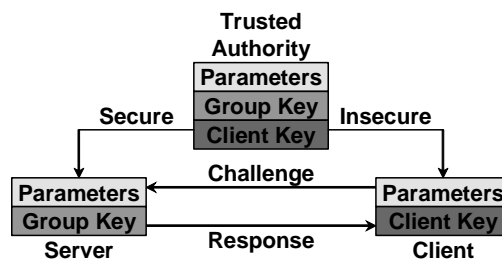 Trusted
Authority
Parameters
Group Key
Client Key
Secure
Insecure
Challenge
Parameters
Group Key
Server
Response
Parameters
Client Key
Client